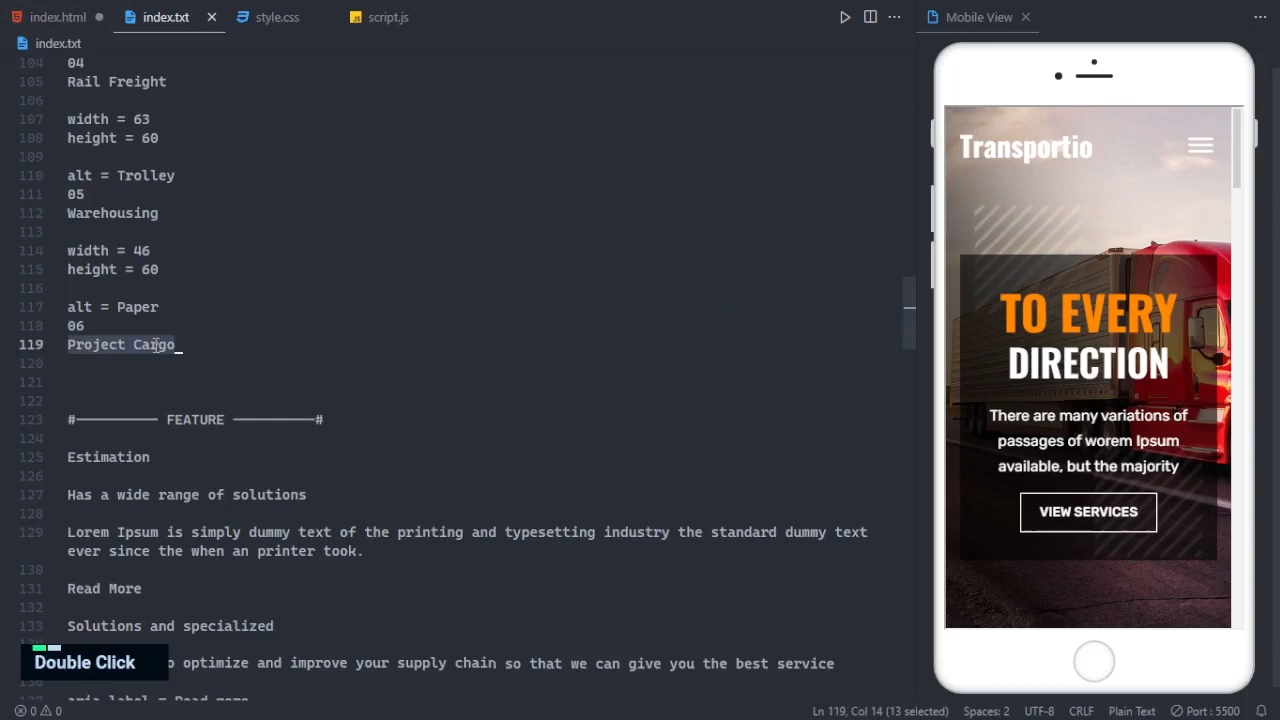 index.html
index.txt
style.css
script.js
Mobile View
index.txt
104 04
105 Rail Freight
106
107 width = 63
108 height = 60
109
110 alt = Trolley
111 05
112 Warehousing
113
114 width = 46
115 height = 60
116
117 alt = Paper
118 06
119 Project Cargo
120
121
122
123 #────────── FEATURE ──────────#
124
125 Estimation
126
127 Has a wide range of solutions
128
129 Lorem Ipsum is simply dummy text of the printing and typesetting industry the standard dummy text
ever since the when an printer took.
130
131 Read More
132
133 Solutions and specialized
optimize and improve your supply chain so that we can give you the best service
aria-label = Read more
Double Click
Transportio
TO EVERY
DIRECTION
There are many variations of
passages of worem Ipsum
available, but the majority
VIEW SERVICES
0 0
Ln 119, Col 14 (13 selected)
Spaces: 2
UTF-8
CRLF
Plain Text
Port : 5500